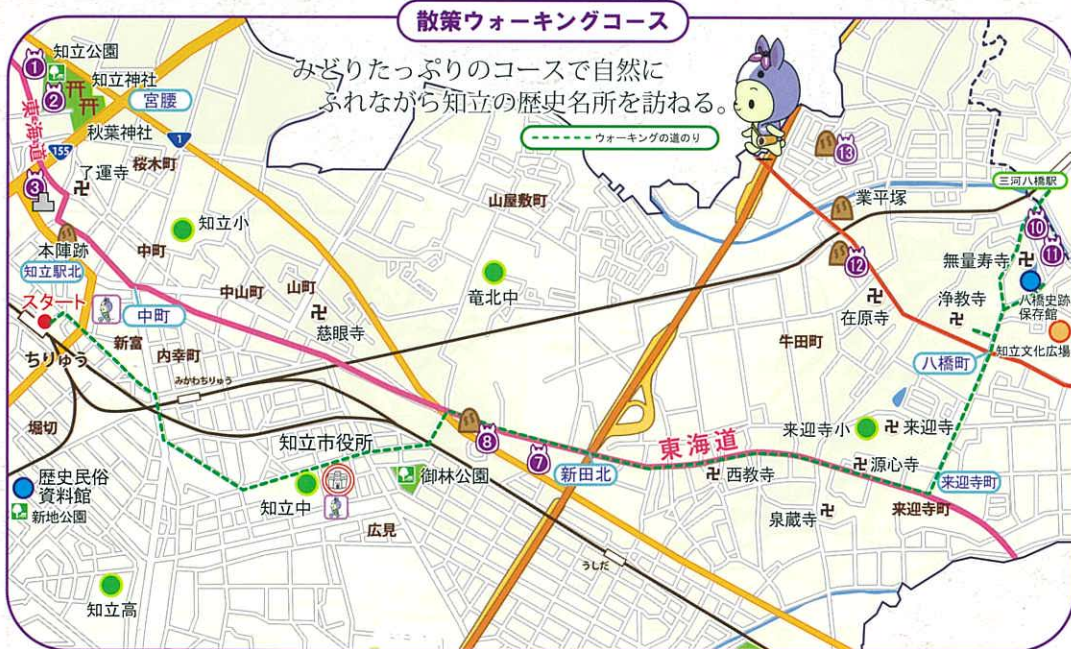 散策ウォーキングコース
みどりたっぷりのコースで自然に
ふれながら知立の歴史名所を訪ねる。
ウォーキングの道のり
1
知立公園
2
知立神社
宮腰
秋葉神社
東海道
155
1
3
了運寺
桜木町
知立小
本陣跡
中町
知立駅北
スタート
中町
中山町
山町
慈眼寺
新富
内幸町
ちりゅう
みかわちりゅう
堀切
歴史民俗
資料館
新地公園
知立高
知立市役所
知立中
御林公園
広見
山屋敷町
竜北中
8
7
新田北
東海道
うしだ
西教寺
泉蔵寺
源心寺
来迎寺小
来迎寺
来迎寺町
来迎寺町
牛田町
13
業平塚
12
在原寺
三河八橋駅
10
11
無量寿寺
八橋史跡
保存館
浄教寺
知立文化広場
八橋町